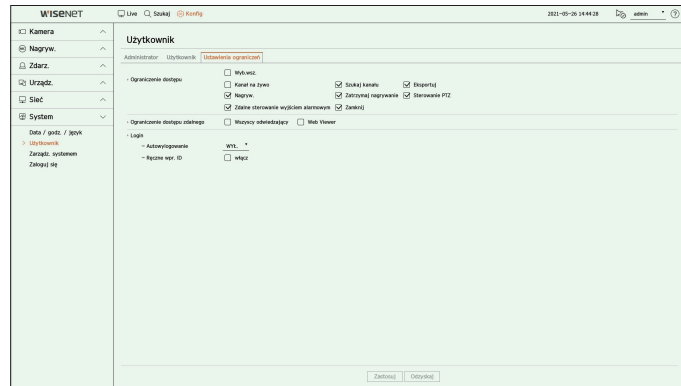 WISENET Live Szukaj Konfig 2021-05-26 14:44:28 admin ?
Kamera
Nagryw.
Zdarz.
Urządz.
Sieć
System
Data / godz. / język
> Użytkownik
Zarządz. systemem
Zaloguj się
Użytkownik
Administrator Użytkownik Ustawienia ograniczeń
• Ograniczenie dostępu
Wyb.wsz.
Kanał na żywo Szukaj kanału Eksportuj
Nagryw. Zatrzymaj nagrywanie Sterowanie PTZ
Zdalne sterowanie wyjściem alarmowym Zamknij
• Ograniczenie dostępu zdalnego Wszyscy odwiedzający Web Viewer
• Login
– Autowylogowanie WYŁ.
– Ręczne wpr. ID włącz
Zastosuj Odzyskaj